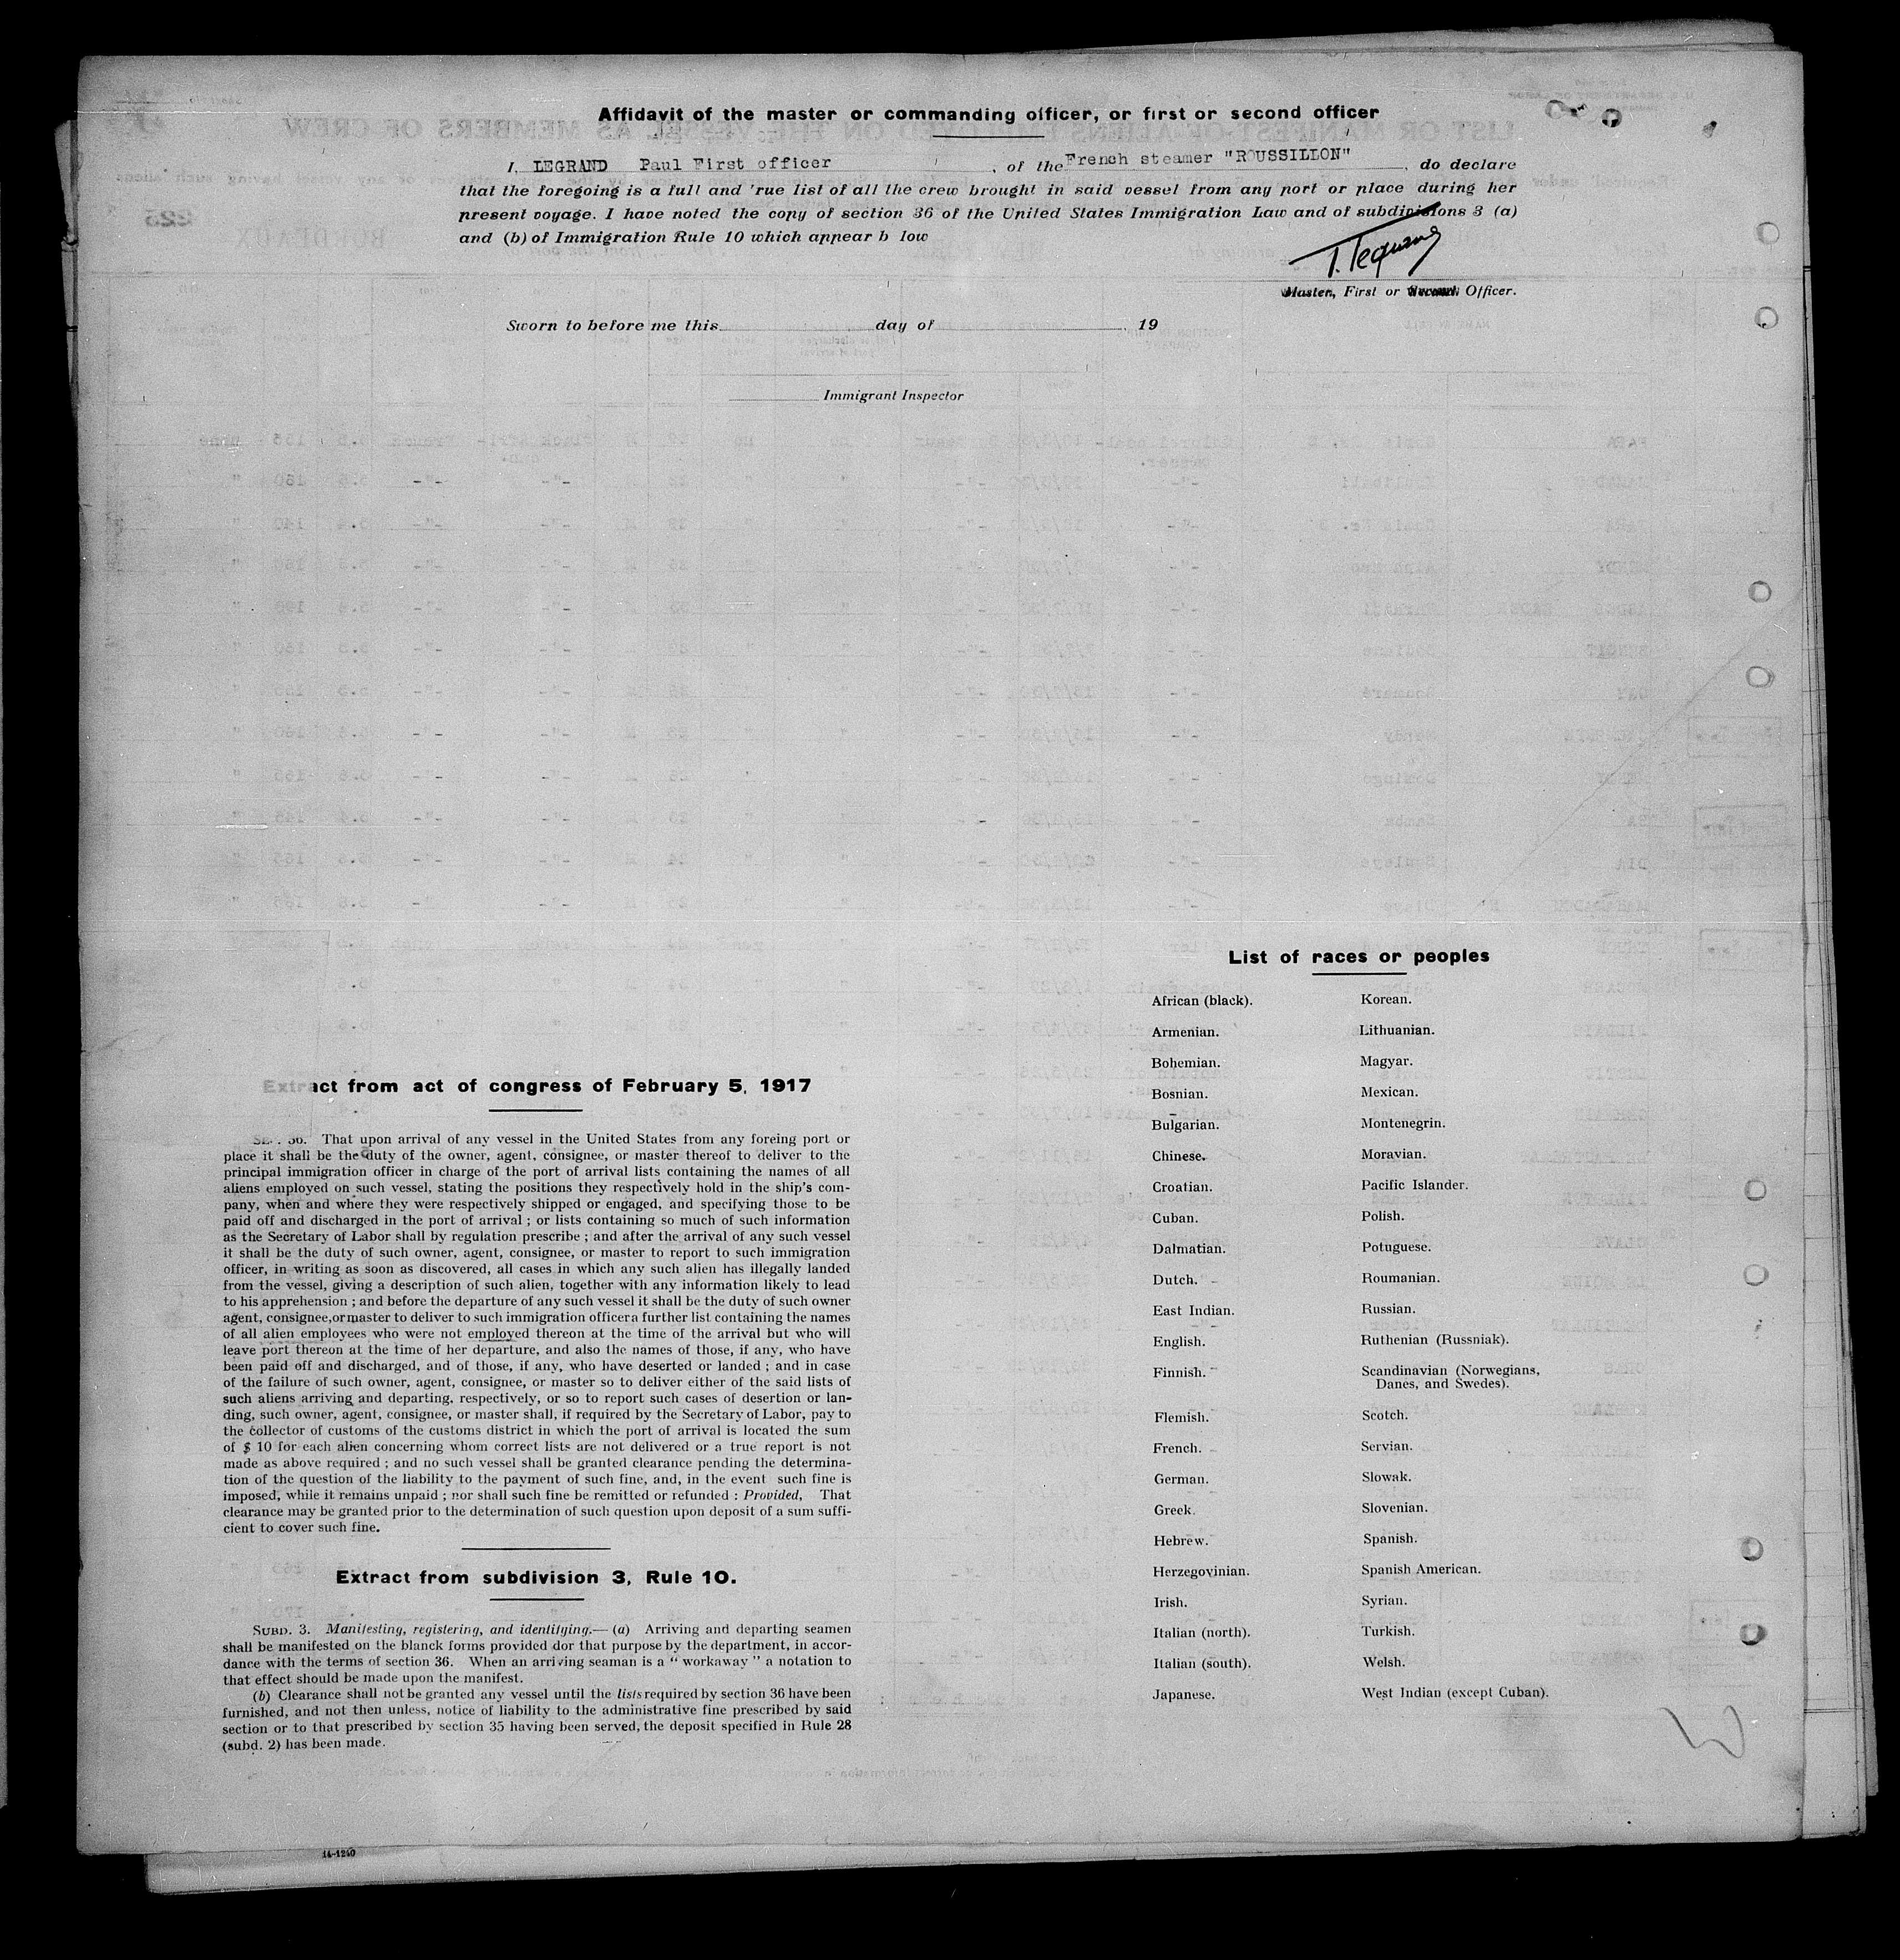 Affidavit of the master or commanding officer, or first or second officer
I, LEGRAND Paul First officer, of the French steamer "ROUSSILLON", do declare
that the foregoing is a full and 'rue list of all the crew brought in said vessel from any port or place during her
present voyage. I have noted the copy of section 36 of the United States Immigration Law and of subdivisions 3 (a)
and (b) of Immigration Rule 10 which appear b low
Master, First or Second Officer.
Sworn to before me this day of 19
Immigrant Inspector
List of races or peoples
African (black). Korean.
Armenian. Lithuanian.
Bohemian. Magyar.
Bosnian. Mexican.
Bulgarian. Montenegrin.
Chinese. Moravian.
Croatian. Pacific Islander.
Cuban. Polish.
Dalmatian. Potuguese.
Dutch. Roumanian.
East Indian. Russian.
English. Ruthenian (Russniak).
Finnish. Scandinavian (Norwegians,
Danes, and Swedes).
Flemish. Scotch.
French. Servian.
German. Slowak.
Greek. Slovenian.
Hebrew. Spanish.
Herzegovinian. Spanish American.
Irish. Syrian.
Italian (north). Turkish.
Italian (south). Welsh.
Japanese. West Indian (except Cuban).
Extract from act of congress of February 5, 1917
SEC. 36. That upon arrival of any vessel in the United States from any foreing port or
place it shall be the duty of the owner, agent, consignee, or master thereof to deliver to the
principal immigration officer in charge of the port of arrival lists containing the names of all
aliens employed on such vessel, stating the positions they respectively hold in the ship's com-
pany, when and where they were respectively shipped or engaged, and specifying those to be
paid off and discharged in the port of arrival ; or lists containing so much of such information
as the Secretary of Labor shall by regulation prescribe ; and after the arrival of any such vessel
it shall be the duty of such owner, agent, consignee, or master to report to such immigration
officer, in writing as soon as discovered, all cases in which any such alien has illegally landed
from the vessel, giving a description of such alien, together with any information likely to lead
to his apprehension ; and before the departure of any such vessel it shall be the duty of such owner
agent, consignee, or master to deliver to such immigration officer a further list containing the names
of all alien employees who were not employed thereon at the time of the arrival but who will
leave port thereon at the time of her departure, and also the names of those, if any, who have
been paid off and discharged, and of those, if any, who have deserted or landed ; and in case
of the failure of such owner, agent, consignee, or master so to deliver either of the said lists of
such aliens arriving and departing, respectively, or so to report such cases of desertion or lan-
ding, such owner, agent, consignee, or master shall, if required by the Secretary of Labor, pay to
the collector of customs of the customs district in which the port of arrival is located the sum
of $ 10 for each alien concerning whom correct lists are not delivered or a true report is not
made as above required ; and no such vessel shall be granted clearance pending the determina-
tion of the question of the liability to the payment of such fine, and, in the event such fine is
imposed, while it remains unpaid ; nor shall such fine be remitted or refunded : Provided, That
clearance may be granted prior to the determination of such question upon deposit of a sum suffi-
cient to cover such fine.
Extract from subdivision 3, Rule 10.
SUBD. 3. Manifesting, registering, and identifying.— (a) Arriving and departing seamen
shall be manifested on the blanck forms provided dor that purpose by the department, in accor-
dance with the terms of section 36. When an arriving seaman is a " workaway " a notation to
that effect should be made upon the manifest.
(b) Clearance shall not be granted any vessel until the lists required by section 36 have been
furnished, and not then unless, notice of liability to the administrative fine prescribed by said
section or to that prescribed by section 35 having been served, the deposit specified in Rule 28
(subd. 2) has been made.
14-1240